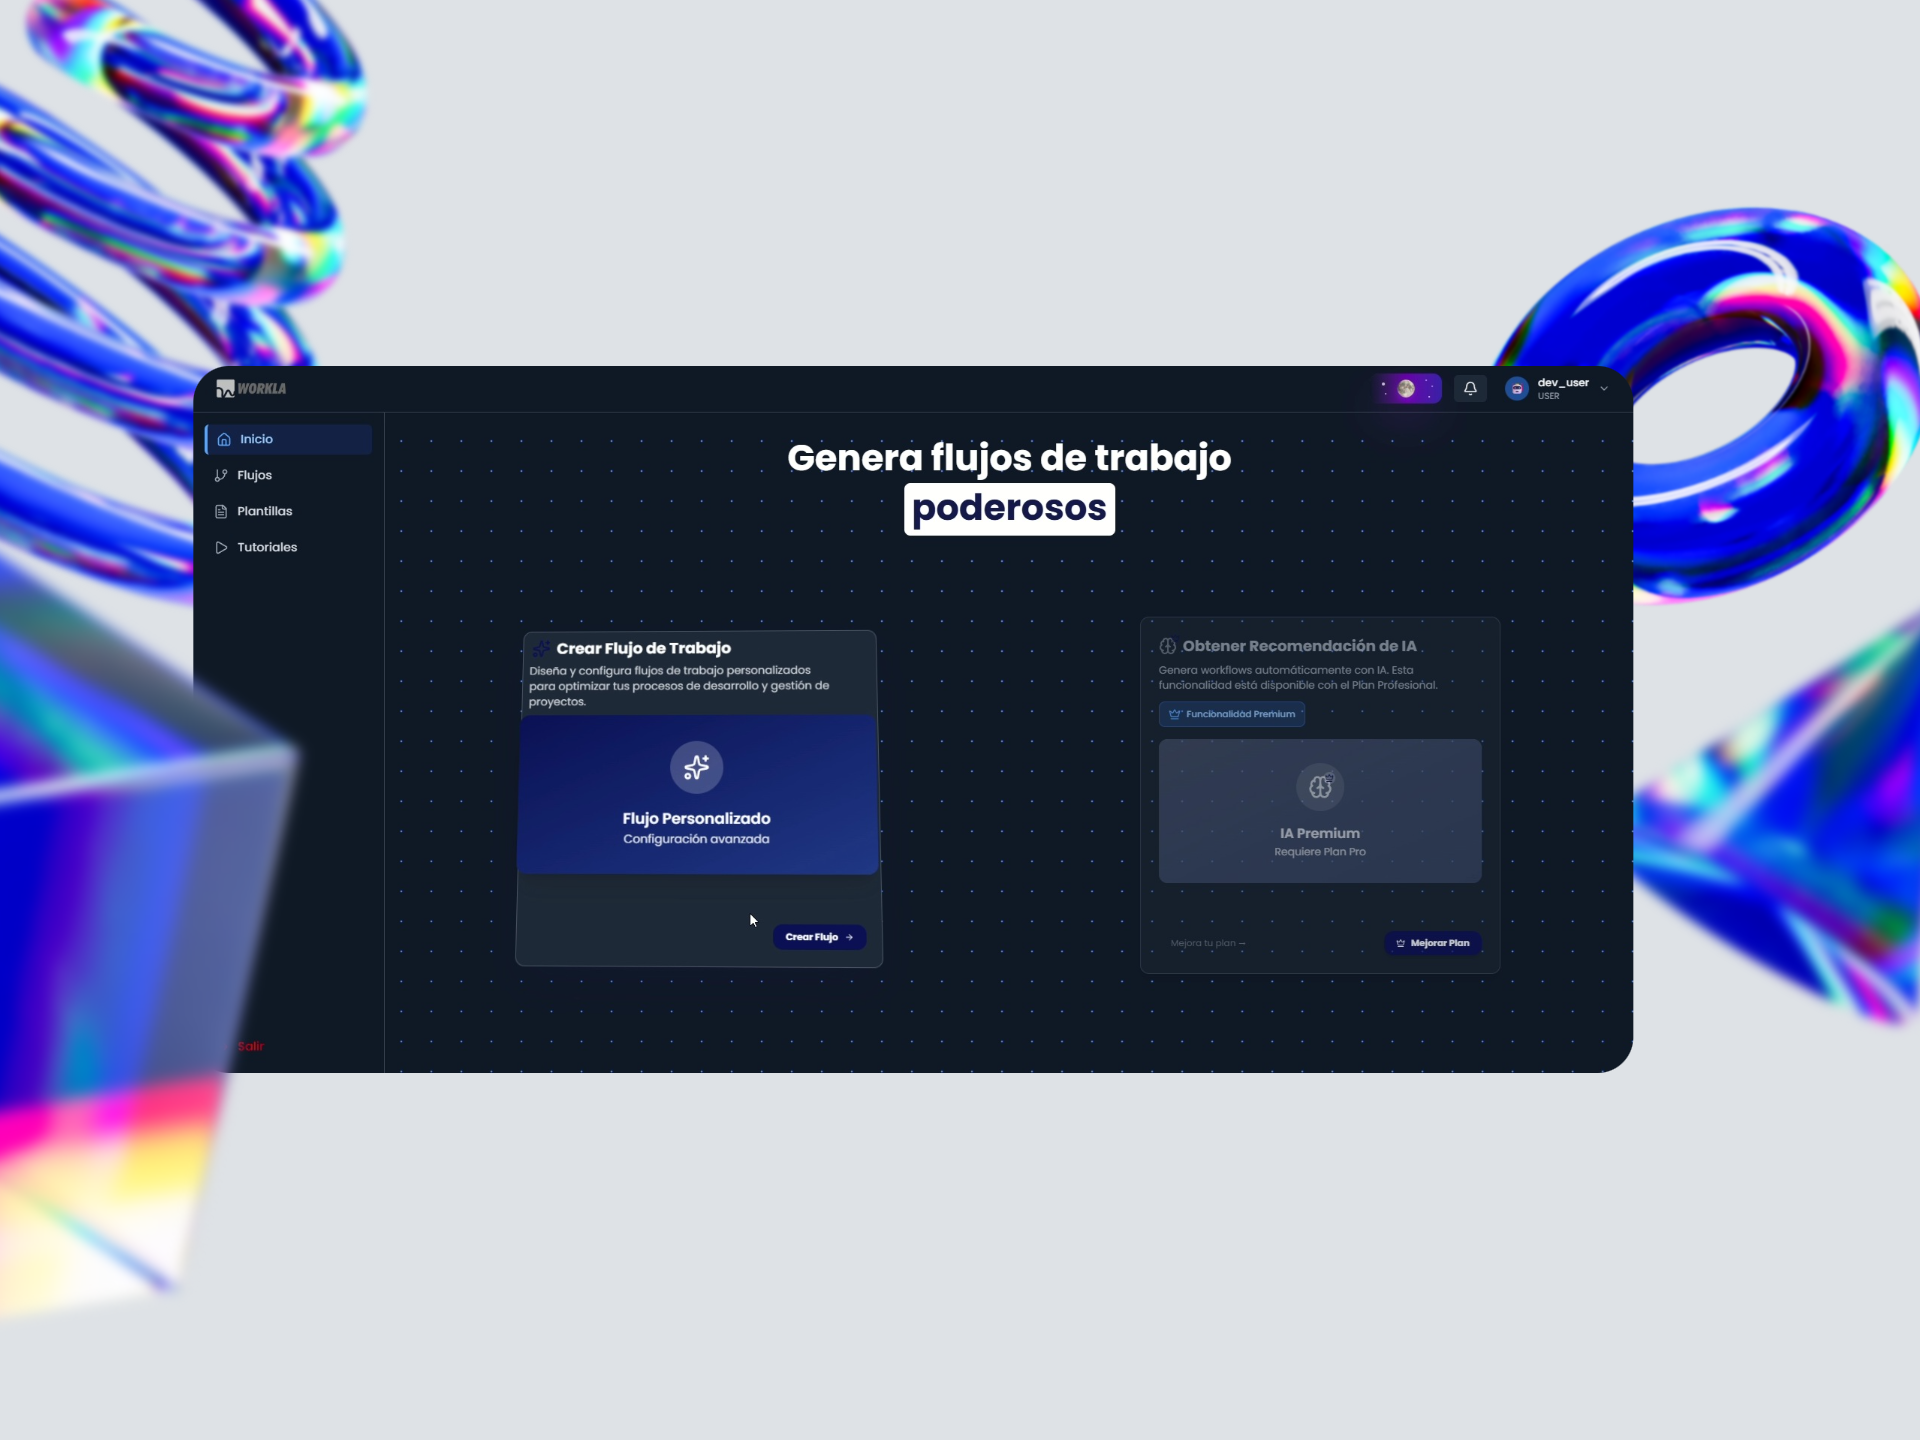 WORKLA
dev_user
USER
Inicio
Flujos
Plantillas
Tutoriales
Salir
Genera flujos de trabajo
poderosos
Crear Flujo de Trabajo
Diseña y configura flujos de trabajo personalizados
para optimizar tus procesos de desarrollo y gestión de
proyectos.
Flujo Personalizado
Configuración avanzada
Crear Flujo →
Obtener Recomendación de IA
Genera workflows automáticamente con IA. Esta
funcionalidad está disponible con el Plan Profesional.
Funcionalidad Premium
IA Premium
Requiere Plan Pro
Mejora tu plan →
Mejorar Plan